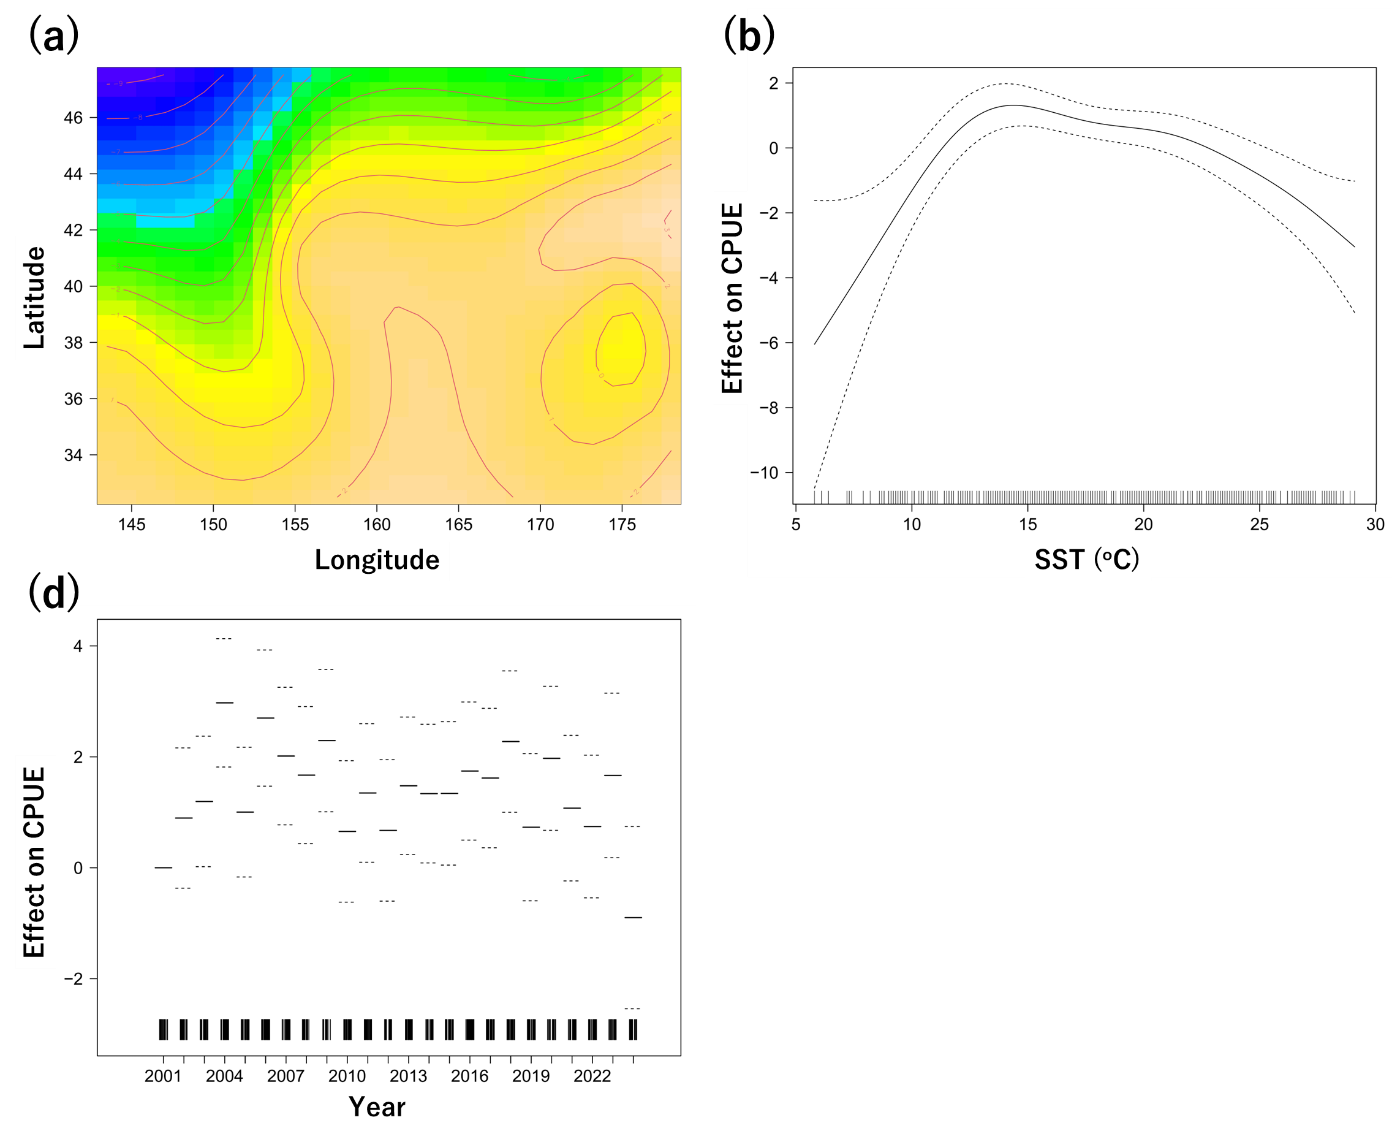 (a)
46
44
42
40
38
36
34
Latitude
145 150 155 160 165 170 175
Longitude
(b)
2
0
−2
−4
−6
−8
−10
Effect on CPUE
5 10 15 20 25 30
SST (°C)
(d)
4
2
0
−2
Effect on CPUE
2001 2004 2007 2010 2013 2016 2019 2022
Year